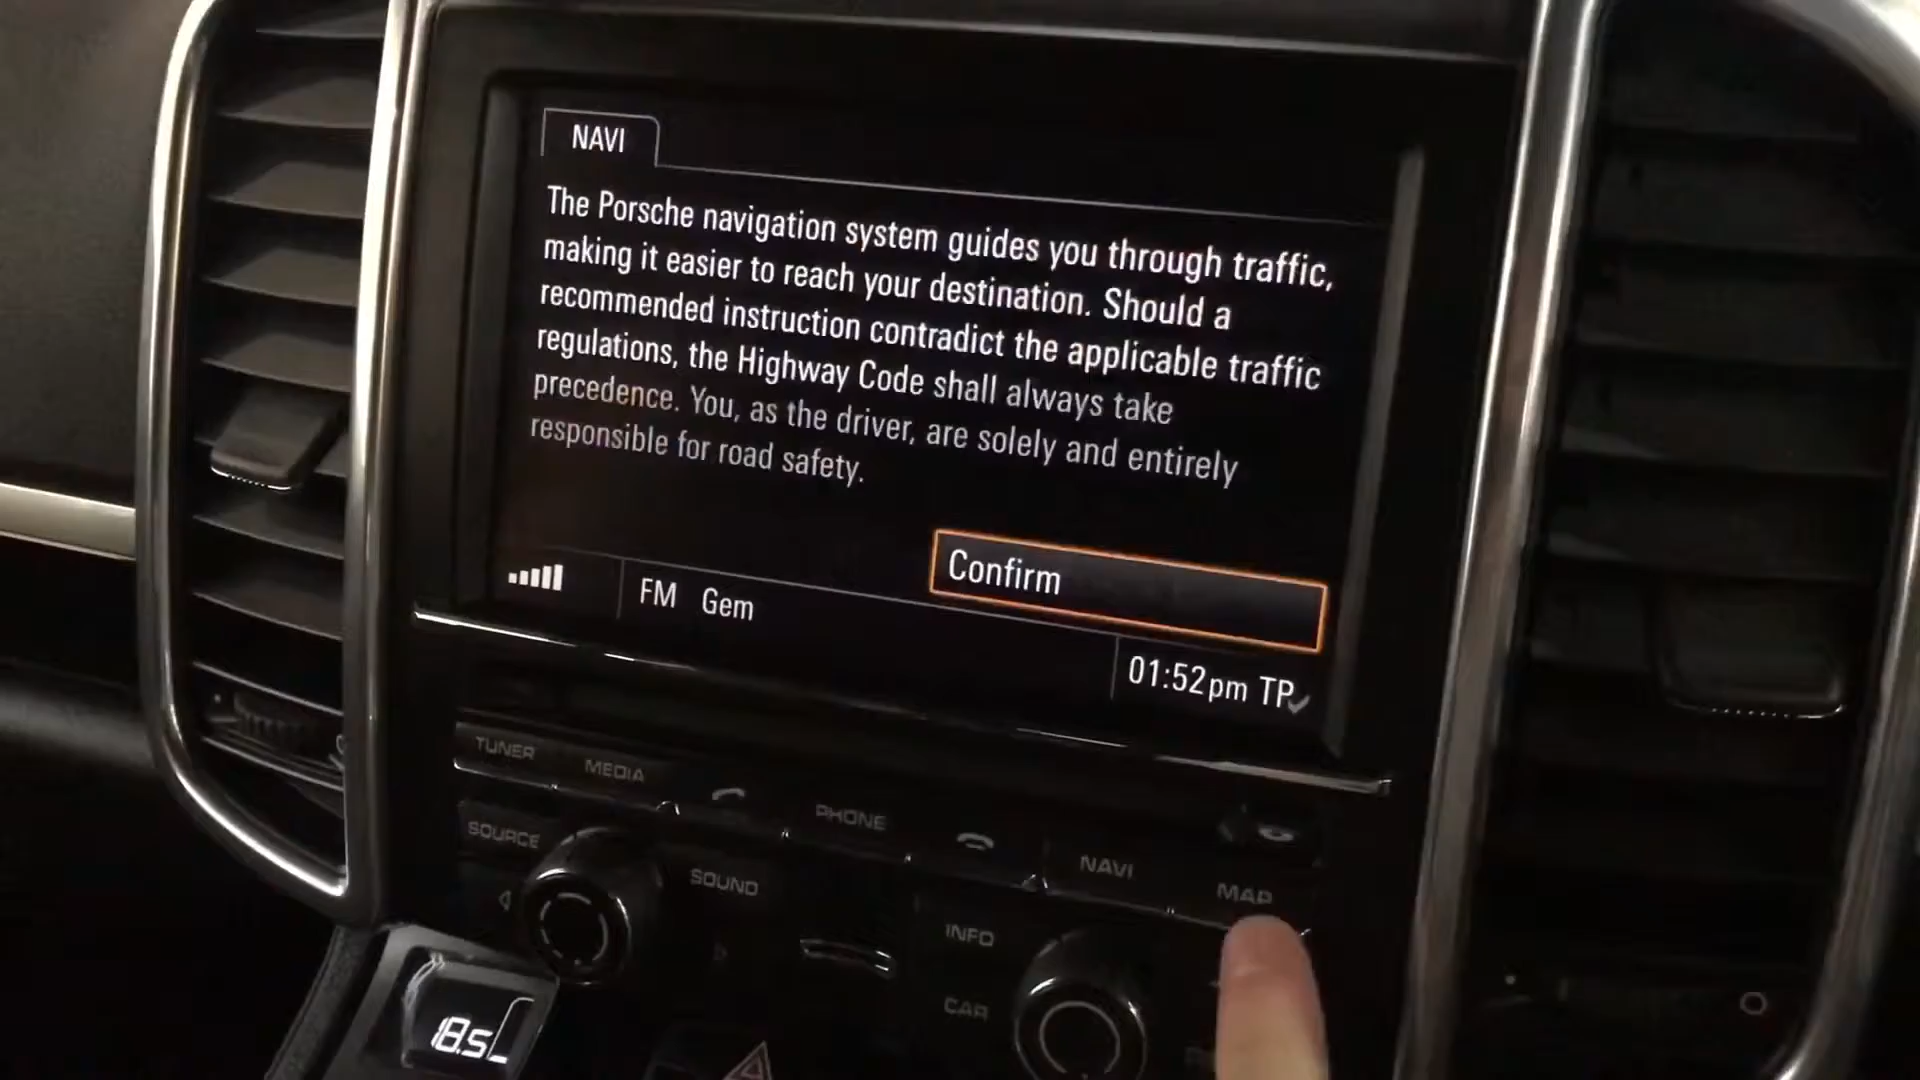 NAVI
The Porsche navigation system guides you through traffic,
making it easier to reach your destination. Should a
recommended instruction contradict the applicable traffic
regulations, the Highway Code shall always take
precedence. You, as the driver, are solely and entirely
responsible for road safety.
Confirm
FM Gem
01:52pm TP
TUNER
MEDIA
PHONE
NAVI
MAP
SOURCE
SOUND
INFO
CAR
18.5